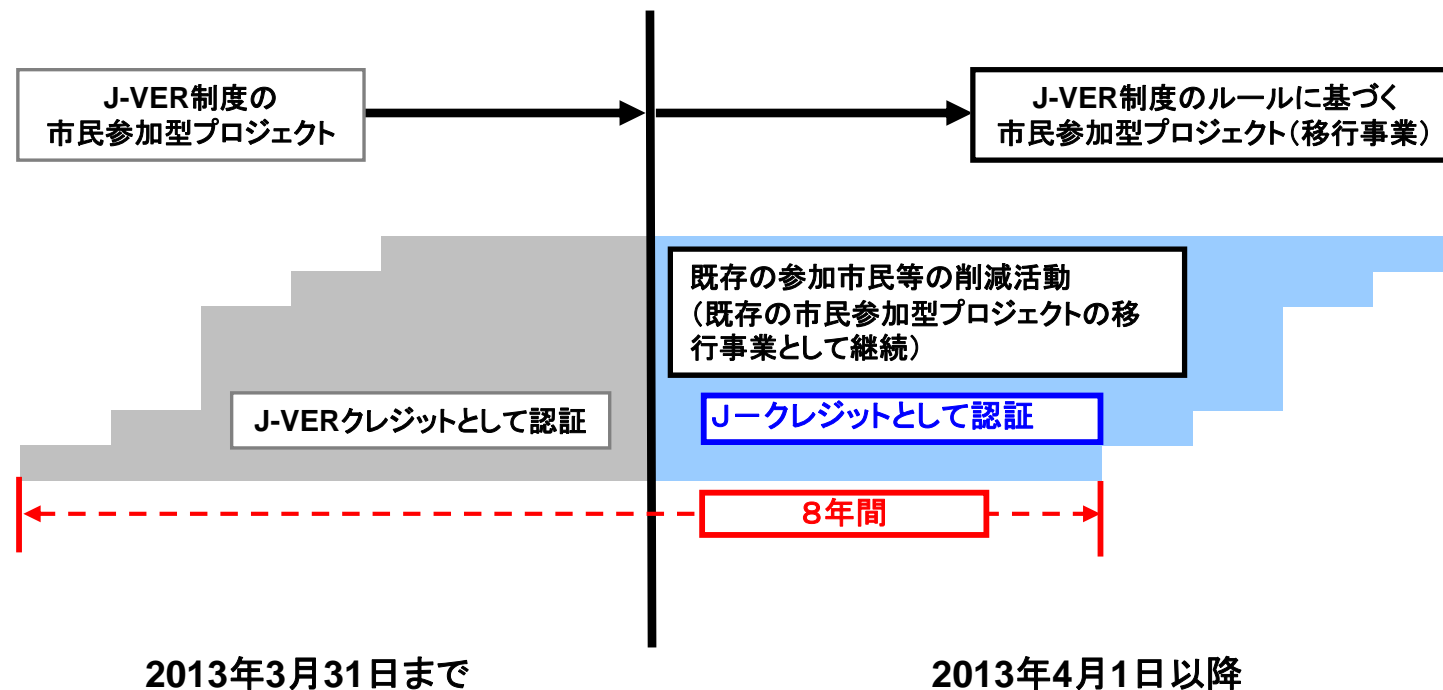 J-VER制度の
市民参加型プロジェクト
J-VER制度のルールに基づく
市民参加型プロジェクト（移行事業）
既存の参加市民等の削減活動
（既存の市民参加型プロジェクトの移
行事業として継続）
J-VERクレジットとして認証
Ｊークレジットとして認証
８年間
2013年3月31日まで
2013年4月1日以降